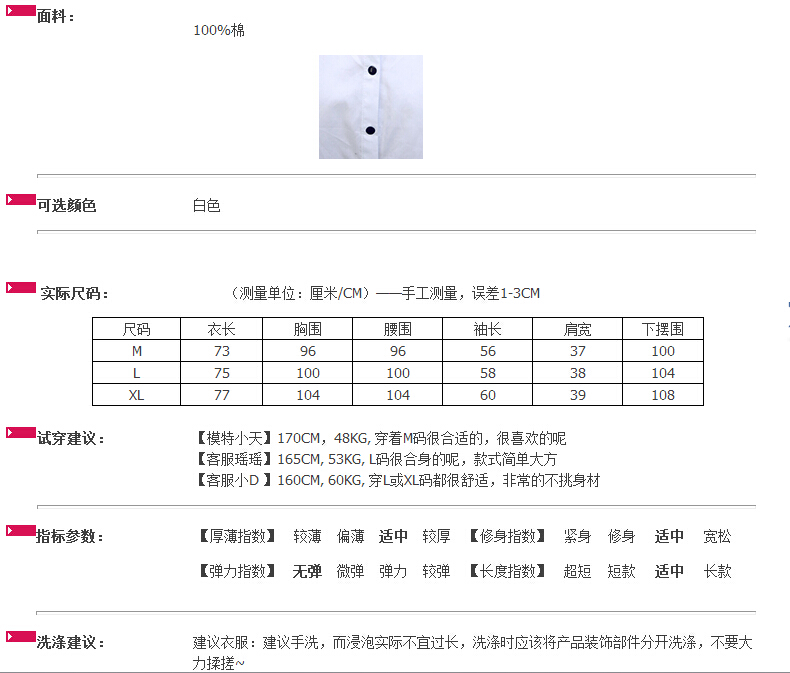 面料：
100%棉
可选颜色 白色
实际尺码： （测量单位：厘米/CM）——手工测量，误差1-3CM
尺码 衣长 胸围 腰围 袖长 肩宽 下摆围
M 73 96 96 56 37 100
L 75 100 100 58 38 104
XL 77 104 104 60 39 108
试穿建议： 【模特小天】170CM，48KG, 穿着M码很合适的，很喜欢的呢
【客服瑶瑶】165CM, 53KG, L码很合身的呢，款式简单大方
【客服小D 】160CM, 60KG, 穿L或XL码都很舒适，非常的不挑身材
指标参数： 【厚薄指数】 较薄 偏薄 适中 较厚 【修身指数】 紧身 修身 适中 宽松
【弹力指数】 无弹 微弹 弹力 较弹 【长度指数】 超短 短款 适中 长款
洗涤建议： 建议衣服：建议手洗，而浸泡实际不宜过长，洗涤时应该将产品装饰部件分开洗涤，不要大
力揉搓~